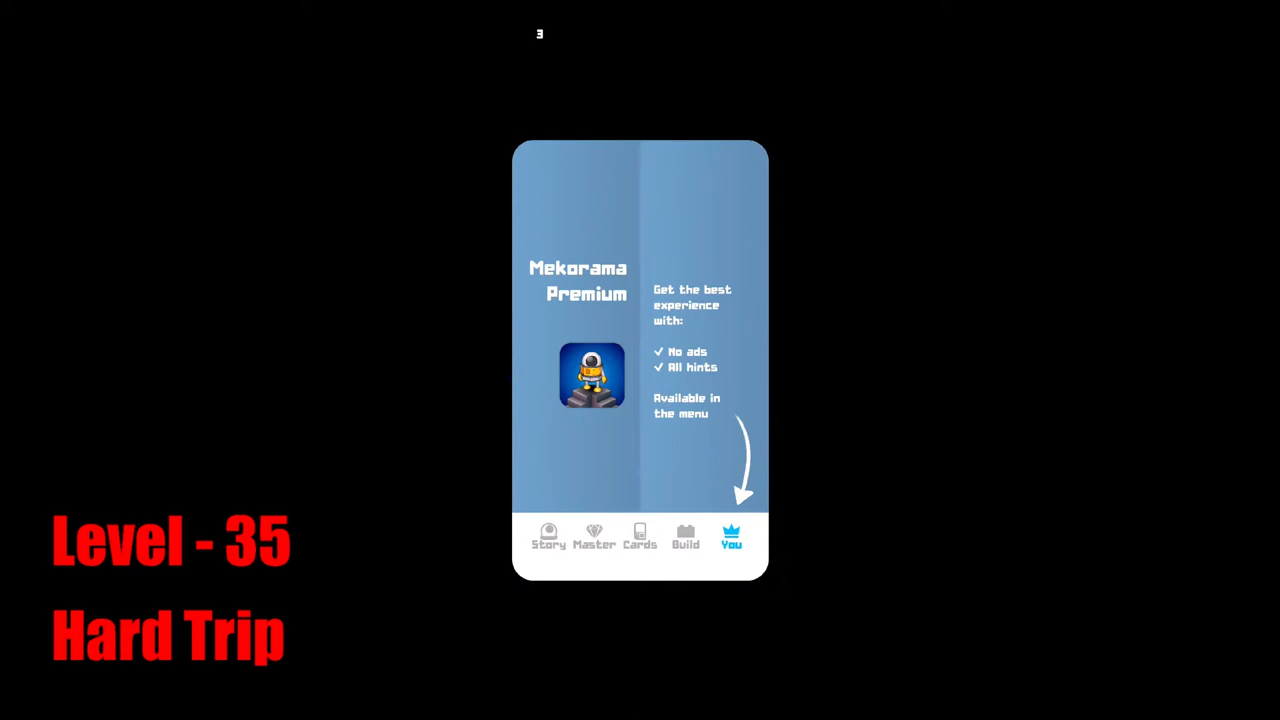 3
Mekorama
Premium
Get the best
experience
with:
✓ No ads
✓ All hints
Available in
the menu
Story Master Cards Build You
Level - 35
Hard Trip